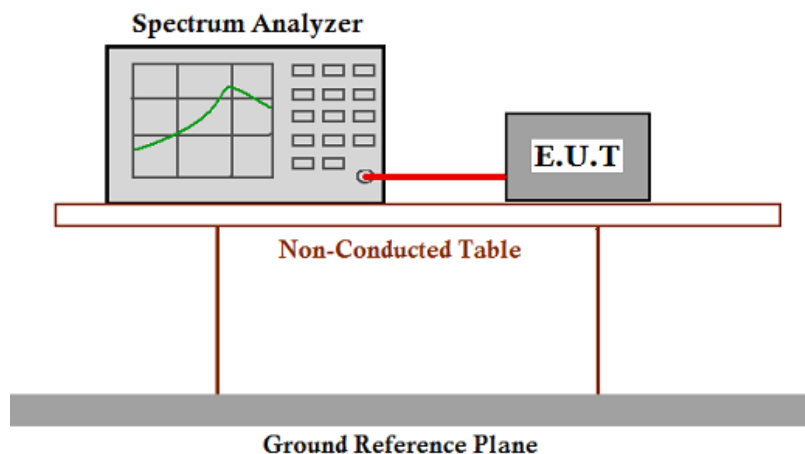 Spectrum Analyzer
E.U.T
Non-Conducted Table
Ground Reference Plane